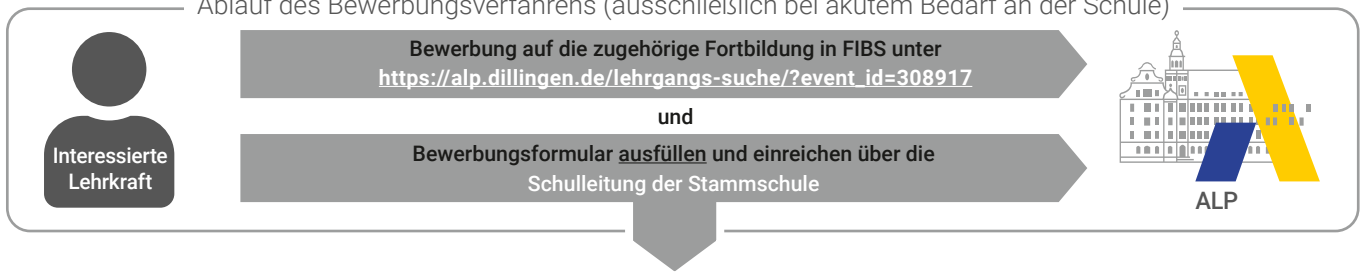 Ablauf des Bewerbungsverfahrens (ausschließlich bei akutem Bedarf an der Schule)
Bewerbung auf die zugehörige Fortbildung in FIBS unter
https://alp.dillingen.de/lehrgangs-suche/?event_id=308917
und
Interessierte
Lehrkraft
Bewerbungsformular ausfüllen und einreichen über die
Schulleitung der Stammschule
ALP